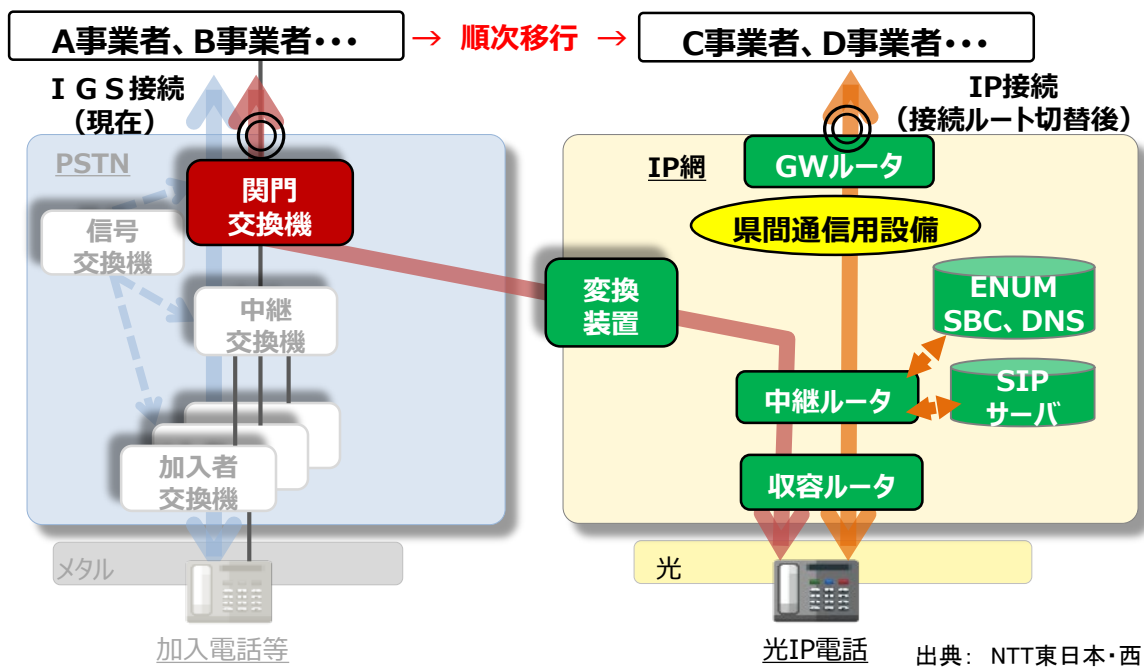 A事業者、B事業者･･･
→ 順次移行 →
C事業者、D事業者･･･
ＩＧＳ接続
（現在）
IP接続
（接続ルート切替後）
PSTN
関門
交換機
信号
交換機
中継
交換機
加入者
交換機
メタル
加入電話等
変換
装置
IP網
GWルータ
県間通信用設備
ENUM
SBC、DNS
中継ルータ
SIP
サーバ
収容ルータ
光
光IP電話
出典： NTT東日本･西